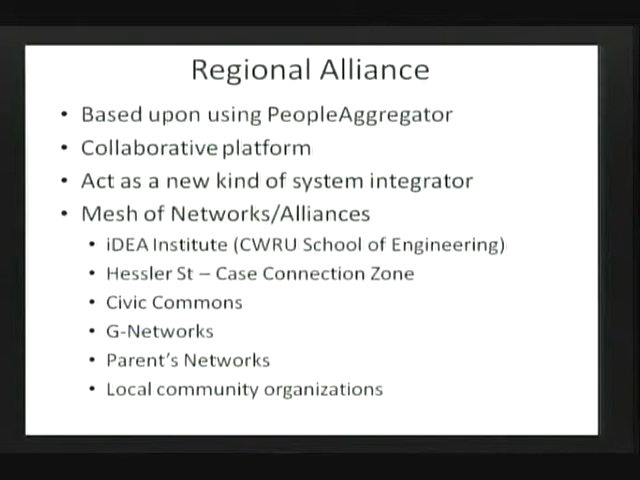 Regional Alliance
• Based upon using PeopleAggregator
• Collaborative platform
• Act as a new kind of system integrator
• Mesh of Networks/Alliances
• iDEA Institute (CWRU School of Engineering)
• Hessler St – Case Connection Zone
• Civic Commons
• G-Networks
• Parent's Networks
• Local community organizations